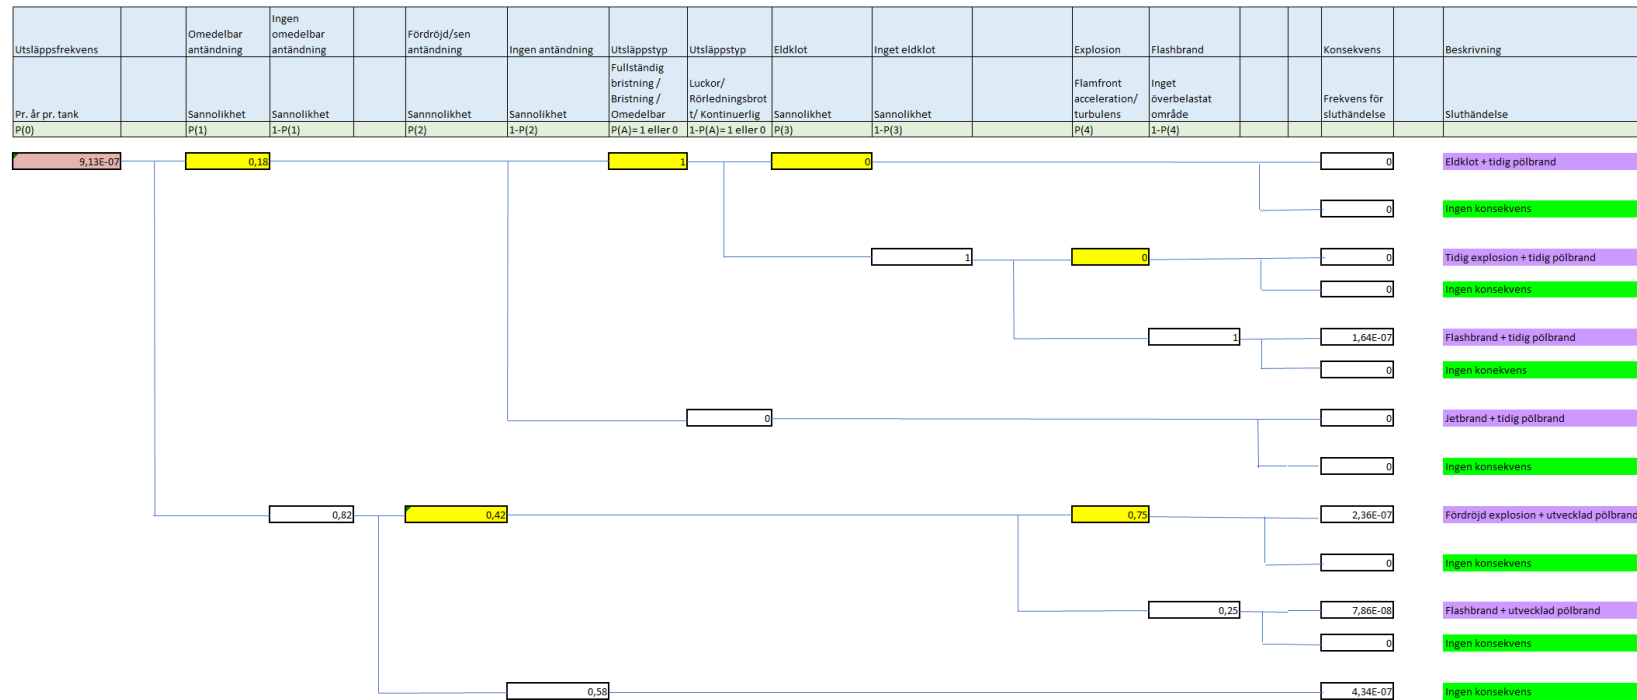 Utsläppsfrekvens
Omedelbar
antändning
Ingen
omedelbar
antändning
Fördröjd/sen
antändning
Ingen antändning
Utsläppstyp
Utsläppstyp
Eldklot
Inget eldklot
Explosion
Flashbrand
Konsekvens
Beskrivning
Pr. år pr. tank
Sannolikhet
Sannolikhet
Sannnolikhet
Sannolikhet
Fullständig
bristning /
Bristning /
Omedelbar
Luckor/
Rörledningsbrot
t/ Kontinuerlig
Sannolikhet
Sannolikhet
Flamfront
acceleration/
turbulens
Inget
överbelastat
område
Frekvens för
sluthändelse
Sluthändelse
P(0)
P(1)
1-P(1)
P(2)
1-P(2)
P(A)= 1 eller 0
1-P(A)= 1 eller 0
P(3)
1-P(3)
P(4)
1-P(4)
9,13E-07
0,18
1
0
0
Eldklot + tidig pölbrand
0
Ingen konsekvens
1
0
0
Tidig explosion + tidig pölbrand
0
Ingen konsekvens
1
1,64E-07
Flashbrand + tidig pölbrand
0
Ingen konekvens
0
0
Jetbrand + tidig pölbrand
0
Ingen konsekvens
0,82
0,42
0,75
2,36E-07
Fördröjd explosion + utvecklad pölbrand
0
Ingen konsekvens
0,25
7,86E-08
Flashbrand + utvecklad pölbrand
0
Ingen konsekvens
0,58
4,34E-07
Ingen konsekvens